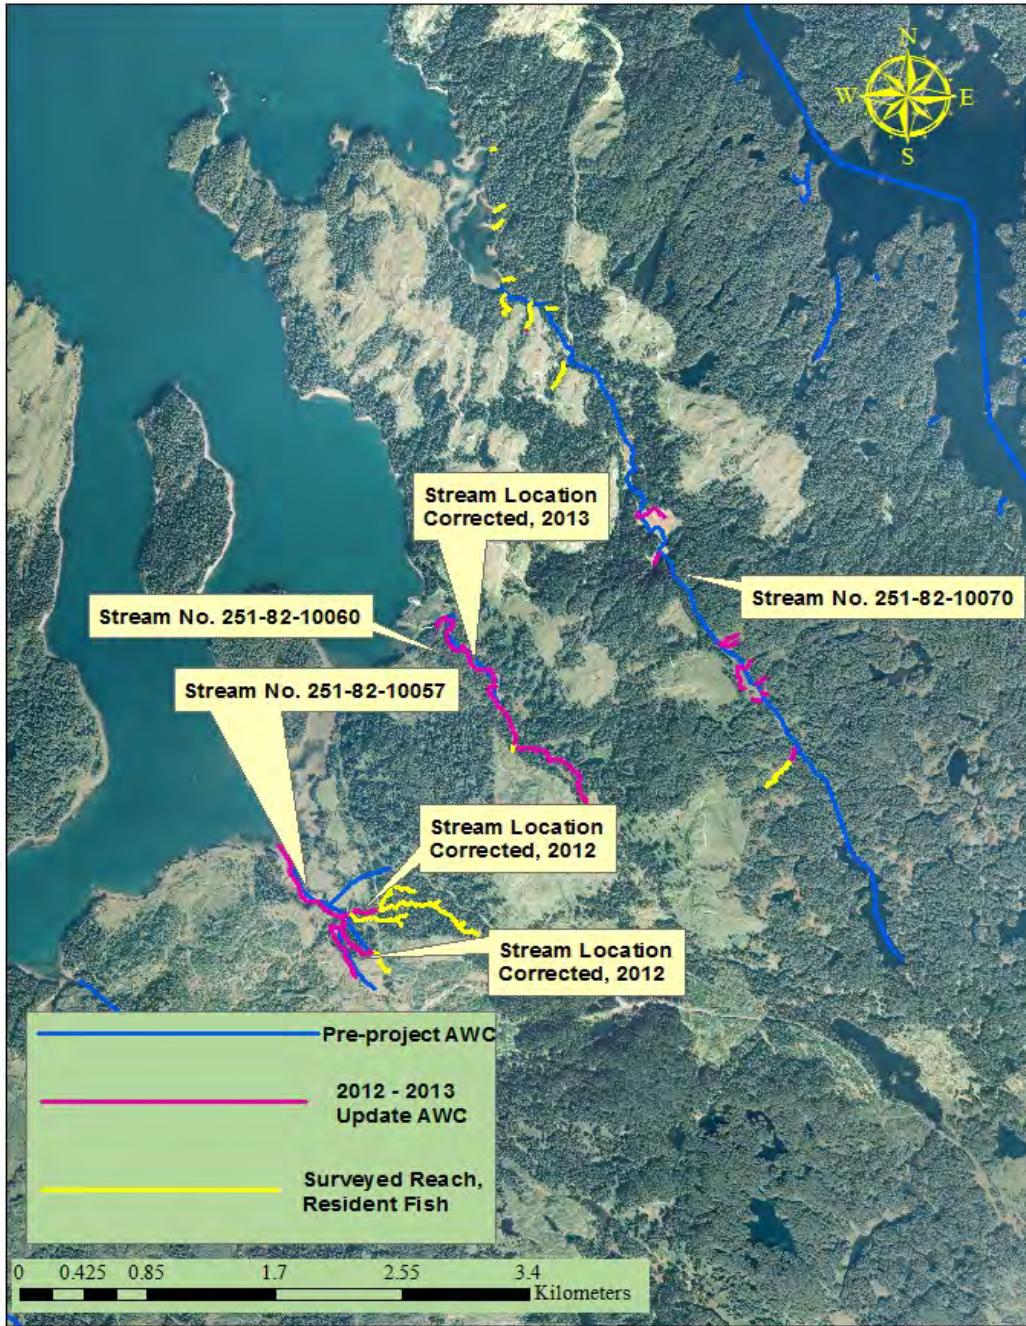 N
W E
S
Stream Location
Corrected, 2013
Stream No. 251-82-10070
Stream No. 251-82-10060
Stream No. 251-82-10057
Stream Location
Corrected, 2012
Stream Location
Corrected, 2012
Pre-project AWC
2012 - 2013
Update AWC
Surveyed Reach,
Resident Fish
0 0.425 0.85 1.7 2.55 3.4
Kilometers